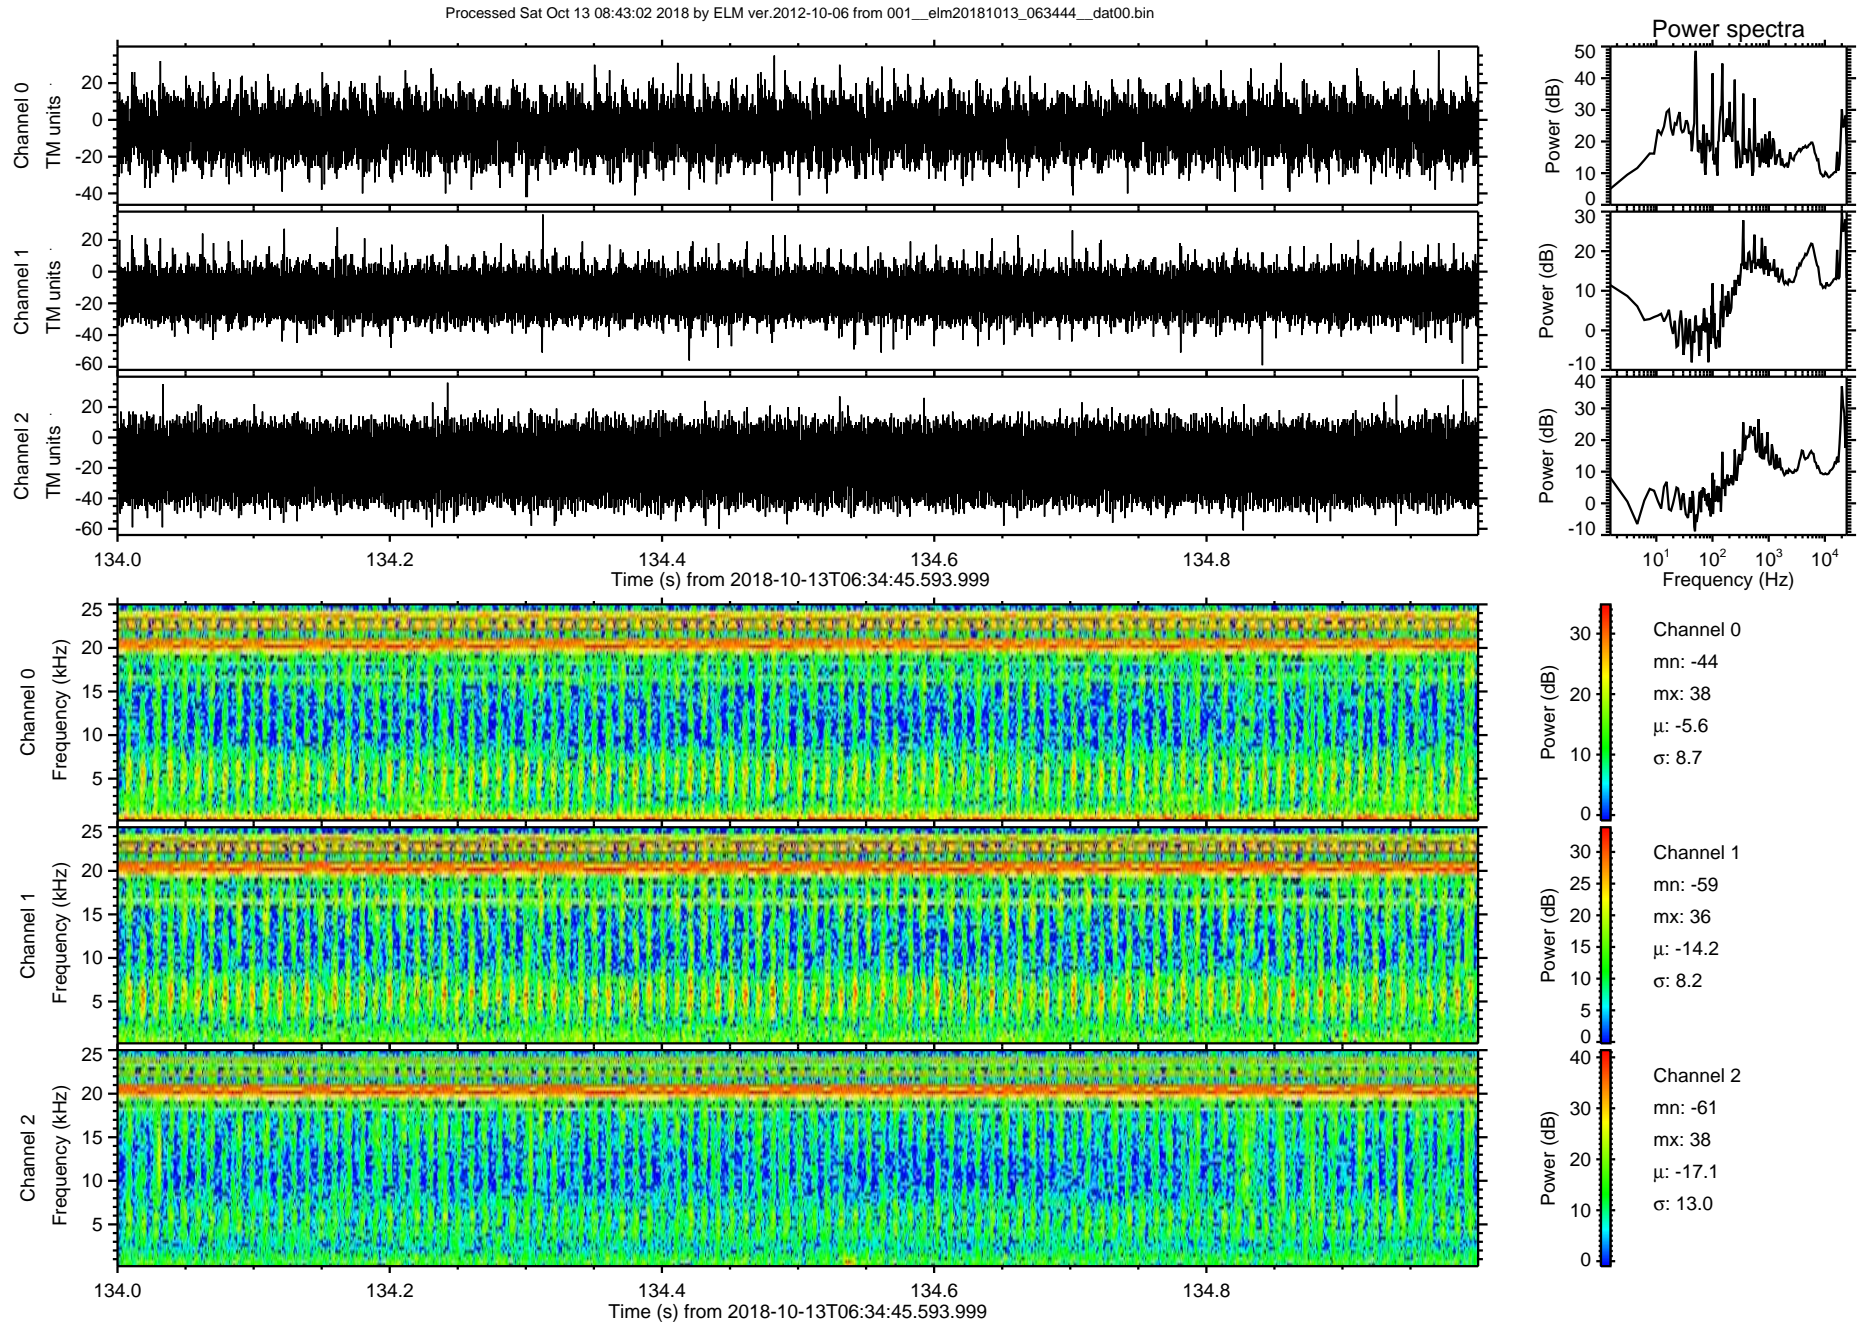 Processed Sat Oct 13 08:43:02 2018 by ELM ver.2012-10-06 from 001__elm20181013_063444__dat00.bin
Power spectra
Channel 0
TM units
20
0
-20
-40
Power (dB)
50
40
30
20
10
0
Channel 1
TM units
20
0
-20
-40
-60
Power (dB)
30
20
10
0
-10
Channel 2
TM units
20
0
-20
-40
-60
Power (dB)
40
30
20
10
0
-10
134.0 134.2 134.4 134.6 134.8
Time (s) from 2018-10-13T06:34:45.593.999
10¹ 10² 10³ 10⁴
Frequency (Hz)
Channel 0
Frequency (kHz)
25
20
15
10
5
Power (dB)
30
20
10
0
Channel 0
mn: -44
mx: 38
µ: -5.6
σ: 8.7
Channel 1
Frequency (kHz)
25
20
15
10
5
Power (dB)
30
25
20
15
10
5
0
Channel 1
mn: -59
mx: 36
µ: -14.2
σ: 8.2
Channel 2
Frequency (kHz)
25
20
15
10
5
Power (dB)
40
30
20
10
0
Channel 2
mn: -61
mx: 38
µ: -17.1
σ: 13.0
134.0 134.2 134.4 134.6 134.8
Time (s) from 2018-10-13T06:34:45.593.999